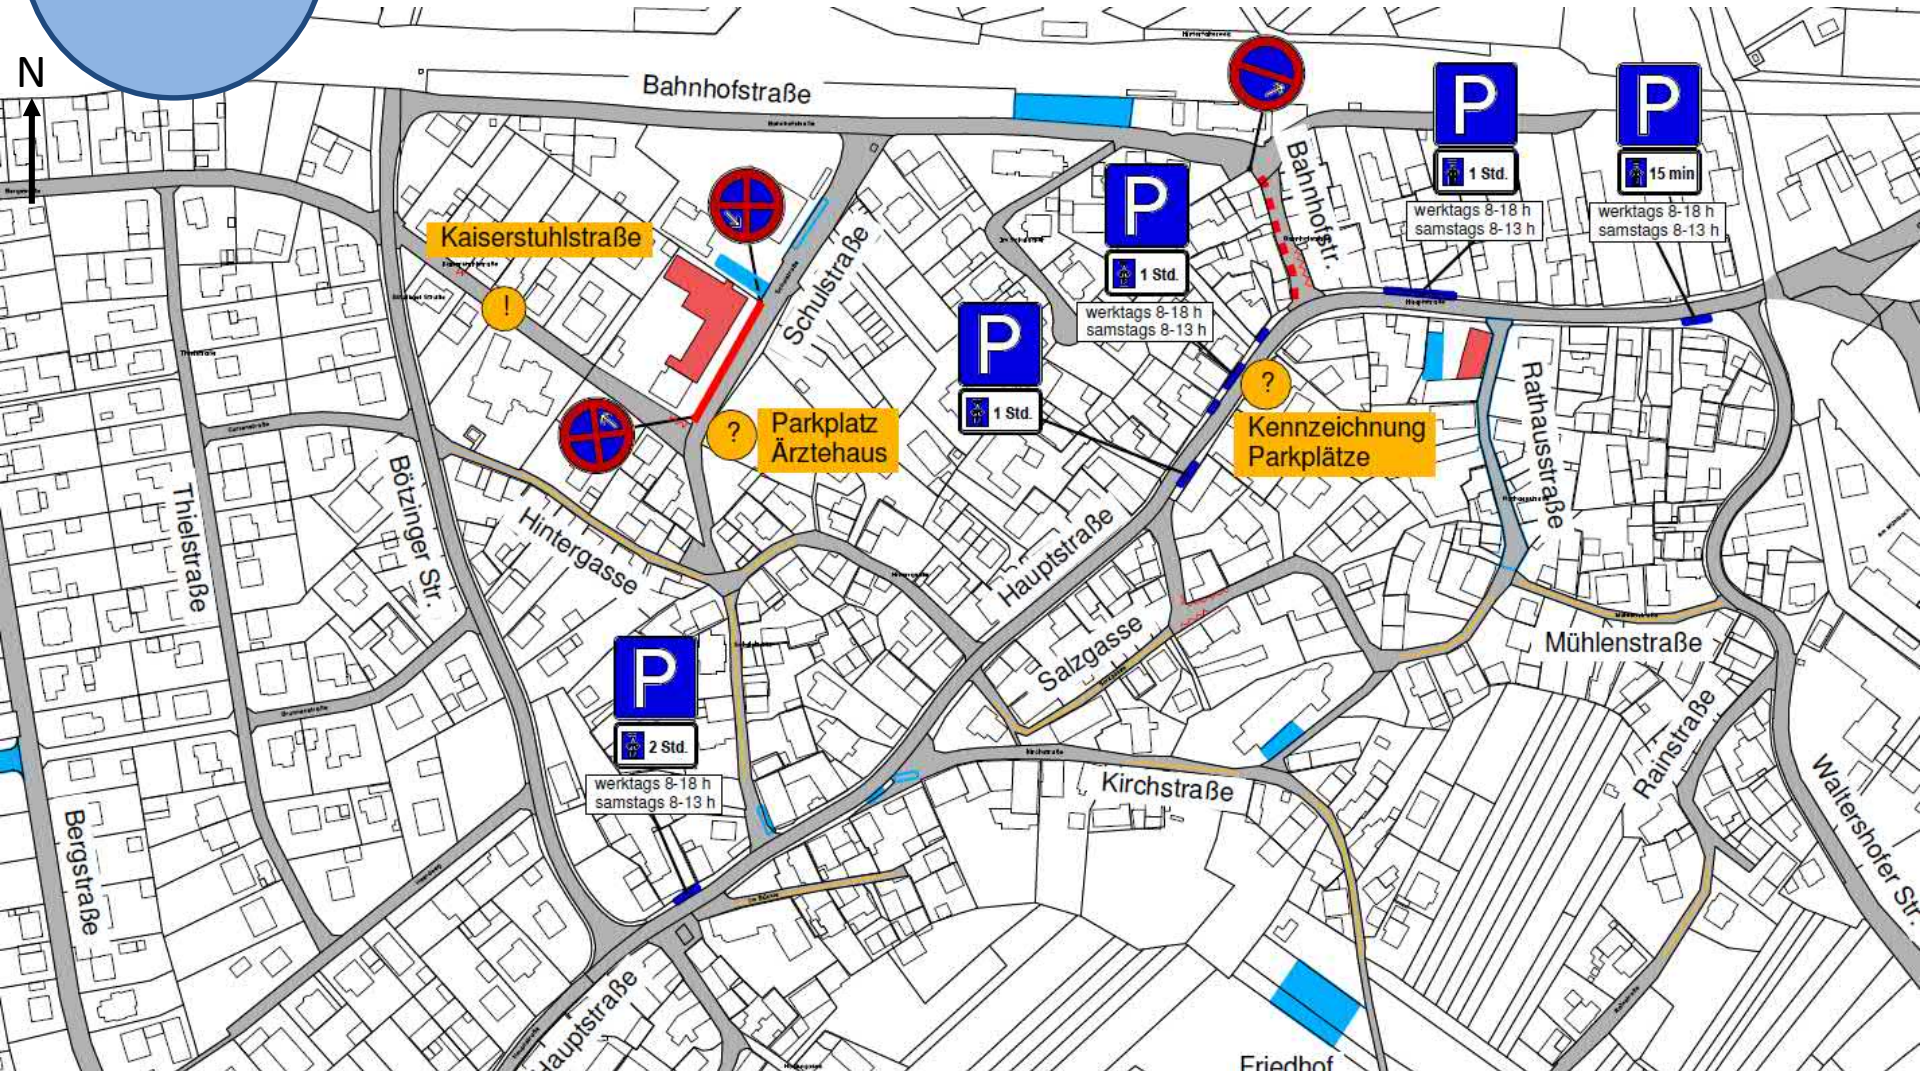 N
Bahnhofstraße
Bahnhofstr.
P
1 Std.
werktags 8-18 h
samstags 8-13 h
P
15 min
werktags 8-18 h
samstags 8-13 h
P
1 Std.
werktags 8-18 h
samstags 8-13 h
P
1 Std.
Kaiserstuhlstraße
!
Schulstraße
?
Parkplatz
Ärztehaus
?
Kennzeichnung
Parkplätze
Rathausstraße
Thielstraße
Bötzinger Str.
Hintergasse
Hauptstraße
Salzgasse
Mühlenstraße
P
2 Std.
werktags 8-18 h
samstags 8-13 h
Kirchstraße
Rainstraße
Waltershofer Str.
Bergstraße
Hauptstraße
Friedhof